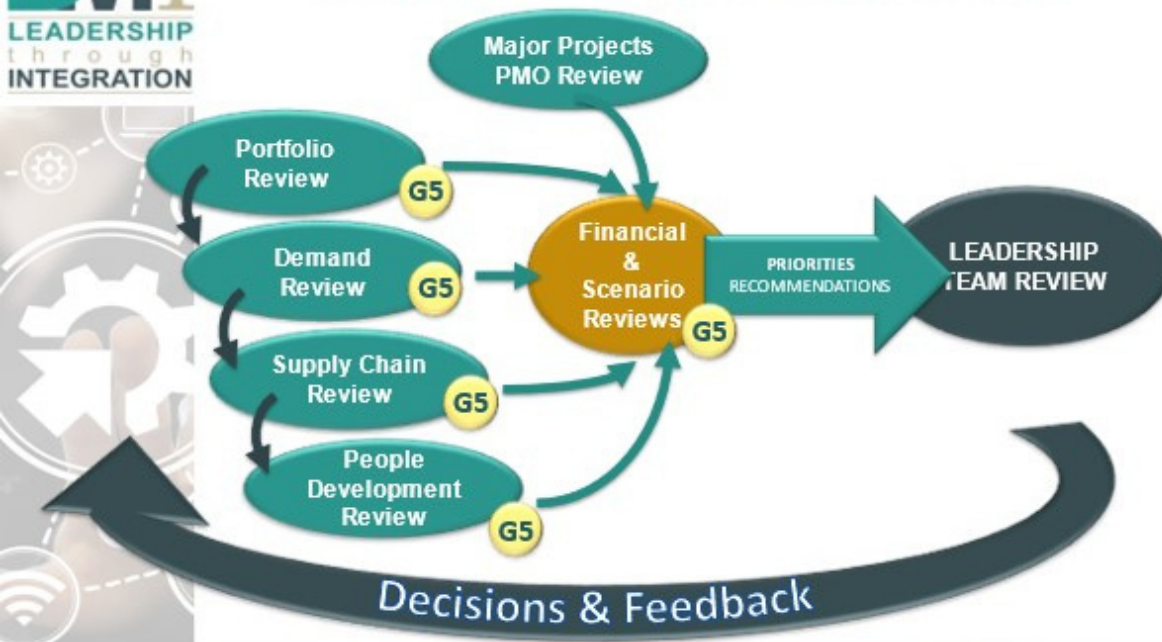 LEADERSHIP
through
INTEGRATION
Major Projects
PMO Review
Portfolio
Review
G5
Demand
Review
G5
Supply Chain
Review
G5
People
Development
Review
G5
Financial
&
Scenario
Reviews
G5
PRIORITIES
RECOMMENDATIONS
LEADERSHIP
TEAM REVIEW
Decisions & Feedback